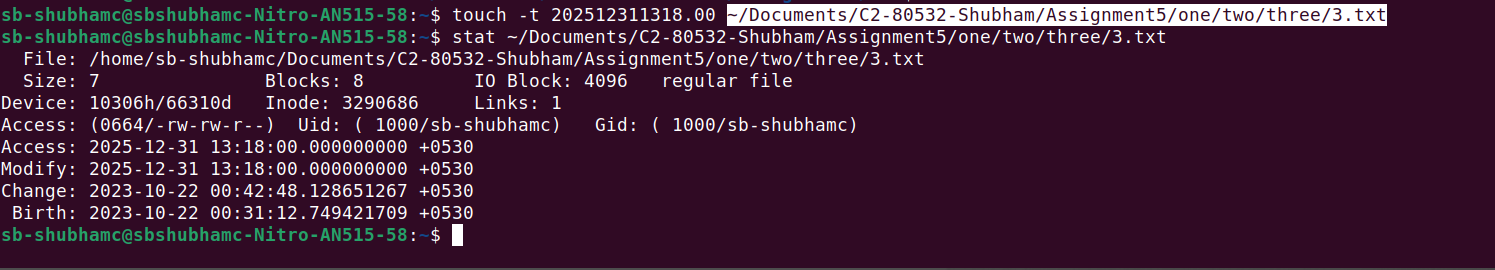 sb-shubhamc@sbshubhamc-Nitro-AN515-58:~$ touch -t 202512311318.00 ~/Documents/C2-80532-Shubham/Assignment5/one/two/three/3.txt
sb-shubhamc@sbshubhamc-Nitro-AN515-58:~$ stat ~/Documents/C2-80532-Shubham/Assignment5/one/two/three/3.txt
  File: /home/sb-shubhamc/Documents/C2-80532-Shubham/Assignment5/one/two/three/3.txt
  Size: 7         	Blocks: 8          IO Block: 4096   regular file
Device: 10306h/66310d	Inode: 3290686     Links: 1
Access: (0664/-rw-rw-r--)  Uid: ( 1000/sb-shubhamc)   Gid: ( 1000/sb-shubhamc)
Access: 2025-12-31 13:18:00.000000000 +0530
Modify: 2025-12-31 13:18:00.000000000 +0530
Change: 2023-10-22 00:42:48.128651267 +0530
 Birth: 2023-10-22 00:31:12.749421709 +0530
sb-shubhamc@sbshubhamc-Nitro-AN515-58:~$